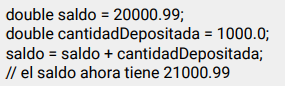 double saldo = 20000.99;
double cantidadDepositada = 1000.0;
saldo = saldo + cantidadDepositada;
// el saldo ahora tiene 21000.99